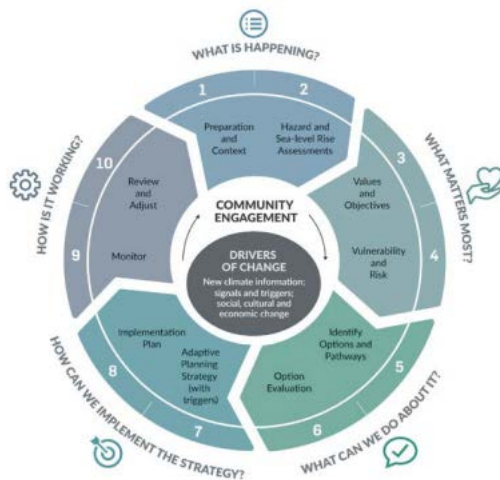 WHAT IS HAPPENING?
1
Preparation
and
Context
2
Hazard and
Sea-level Rise
Assessments
WHAT MATTERS MOST?
3
Values
and
Objectives
4
Vulnerability
and
Risk
WHAT CAN WE DO ABOUT IT?
5
Identify
Options and
Pathways
6
Option
Evaluation
HOW CAN WE IMPLEMENT THE STRATEGY?
7
Adaptive
Planning
Strategy
(with
triggers)
8
Implementation
Plan
HOW IS IT WORKING?
9
Monitor
10
Review
and
Adjust
COMMUNITY
ENGAGEMENT
DRIVERS
OF CHANGE
New climate information;
signals and triggers;
social, cultural and
economic change